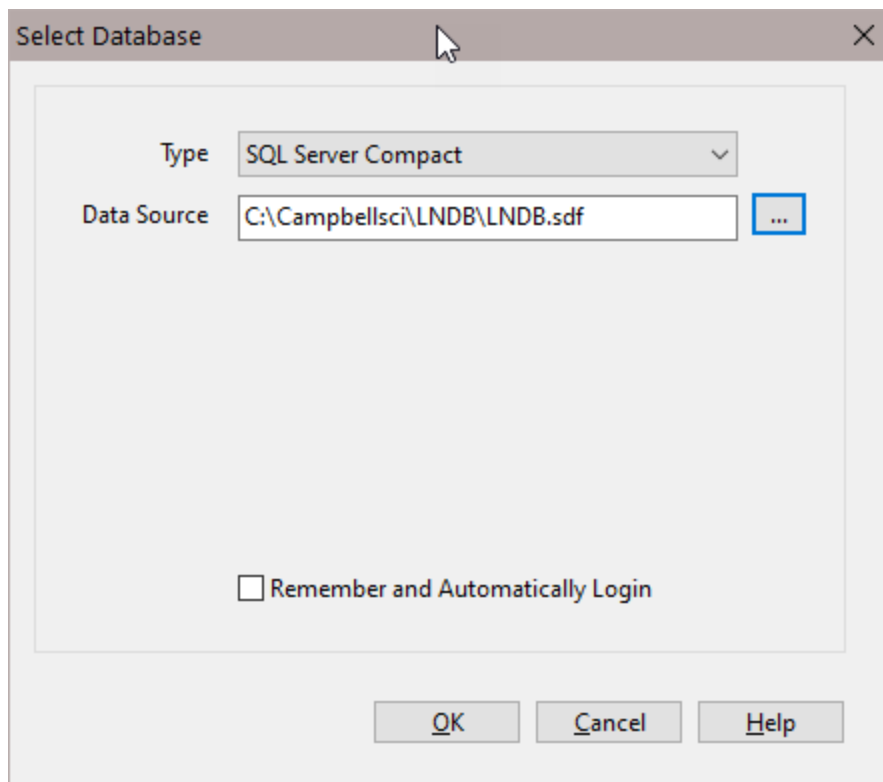 Select Database
Type SQL Server Compact
Data Source C:\Campbellsci\LNDB\LNDB.sdf ...
Remember and Automatically Login
OK Cancel Help